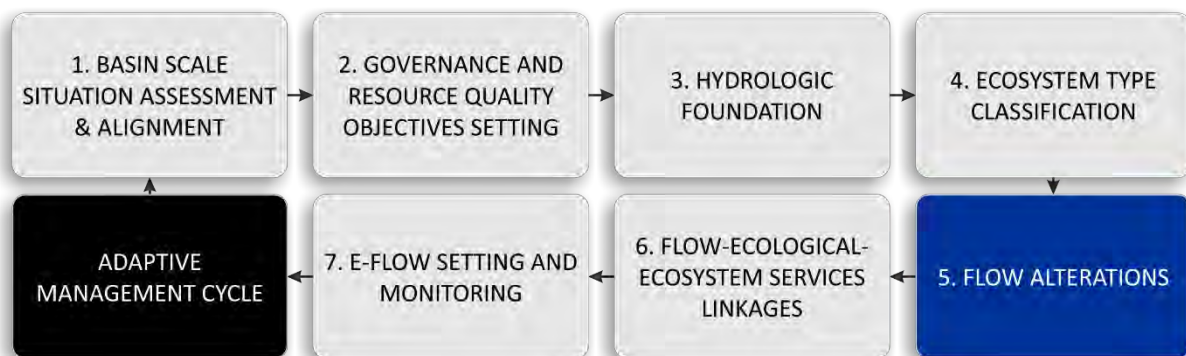 1. BASIN SCALE
SITUATION ASSESSMENT
& ALIGNMENT
2. GOVERNANCE AND
RESOURCE QUALITY
OBJECTIVES SETTING
3. HYDROLOGIC
FOUNDATION
4. ECOSYSTEM TYPE
CLASSIFICATION
5. FLOW ALTERATIONS
6. FLOW-ECOLOGICAL-
ECOSYSTEM SERVICES
LINKAGES
7. E-FLOW SETTING AND
MONITORING
ADAPTIVE
MANAGEMENT CYCLE